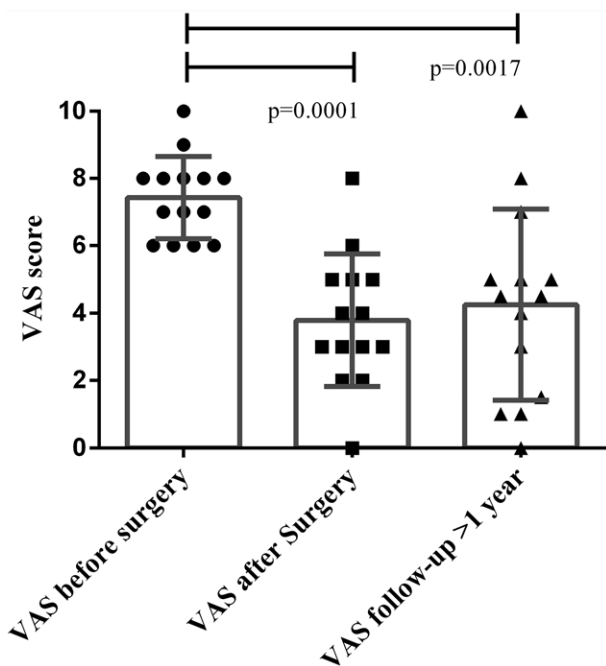 p=0.0017
p=0.0001
VAS score
10
8
6
4
2
0
VAS before surgery
VAS after Surgery
VAS follow-up >1 year